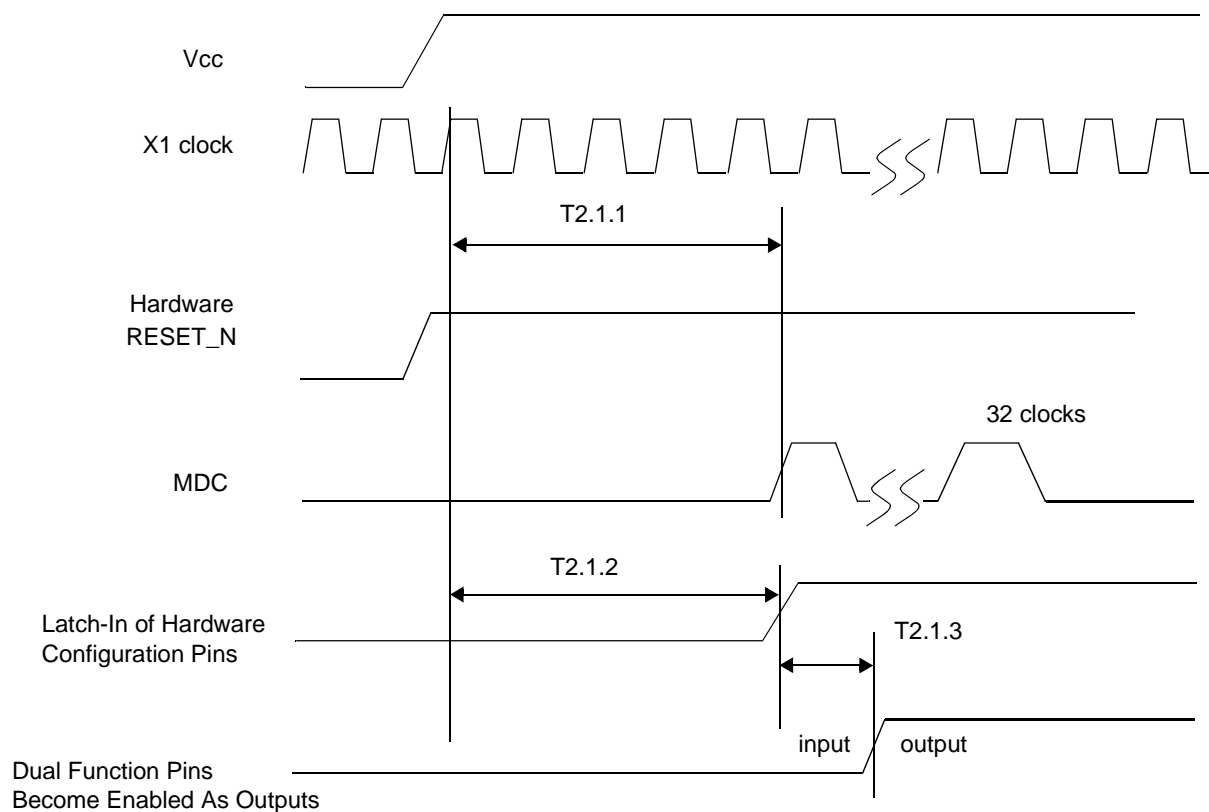 Vcc
X1 clock
T2.1.1
Hardware
RESET_N
32 clocks
MDC
T2.1.2
Latch-In of Hardware
Configuration Pins
T2.1.3
input
output
Dual Function Pins
Become Enabled As Outputs